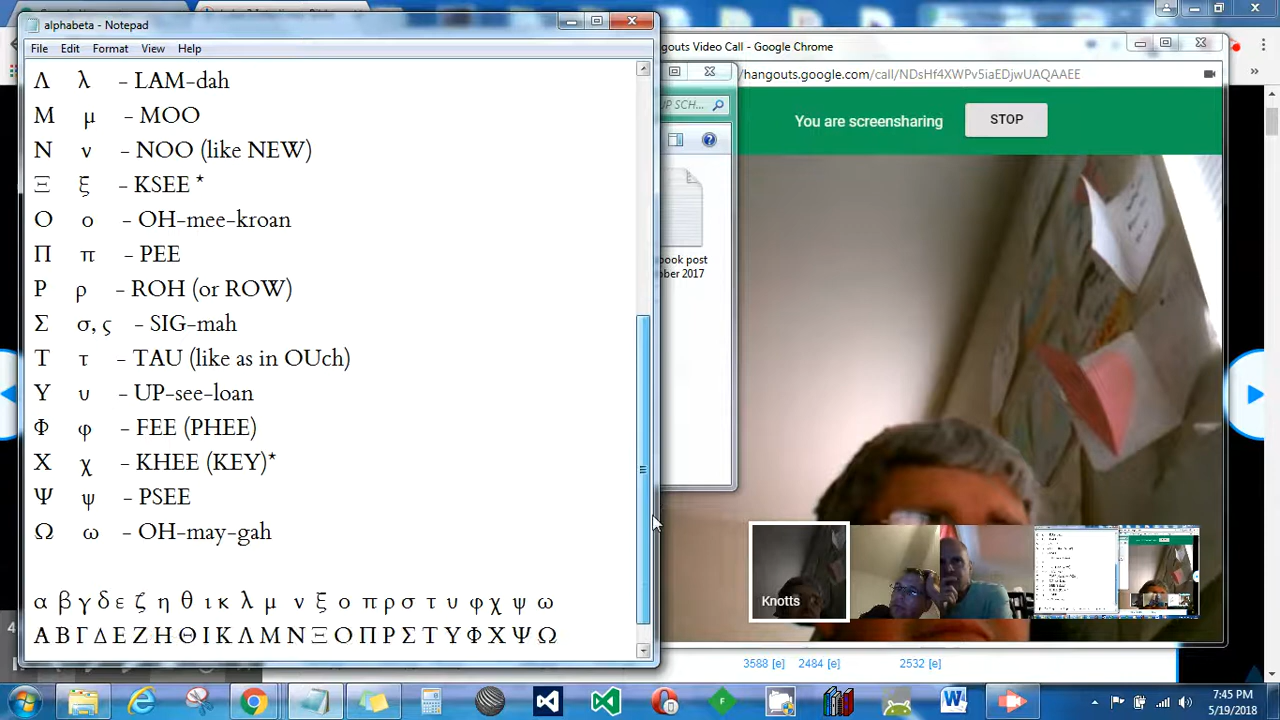 alphabeta - Notepad
File Edit Format View Help
Λ λ – LAM-dah
Μ μ – MOO
Ν ν – NOO (like NEW)
Ξ ξ – KSEE *
Ο ο – OH-mee-kroan
Π π – PEE
Ρ ρ – ROH (or ROW)
Σ σ, ς – SIG-mah
Τ τ – TAU (like as in OUch)
Υ υ – UP-see-loan
Φ φ – FEE (PHEE)
Χ χ – KHEE (KEY)*
Ψ ψ – PSEE
Ω ω – OH-may-gah
α β γ δ ε ζ η θ ι κ λ μ ν ξ ο π ρ σ τ υ φ χ ψ ω
Α Β Γ Δ Ε Ζ Η Θ Ι Κ Λ Μ Ν Ξ Ο Π Ρ Σ Τ Υ Φ Χ Ψ Ω
ngouts Video Call - Google Chrome
/hangouts.google.com/call/NDsHf4XWPv5iaEDjwUAQAAEE
UP SCH...
You are screensharing STOP
book post
ber 2017
Knotts
4
3588 [e] 2484 [e] 2532 [e]
7:45 PM
5/19/2018